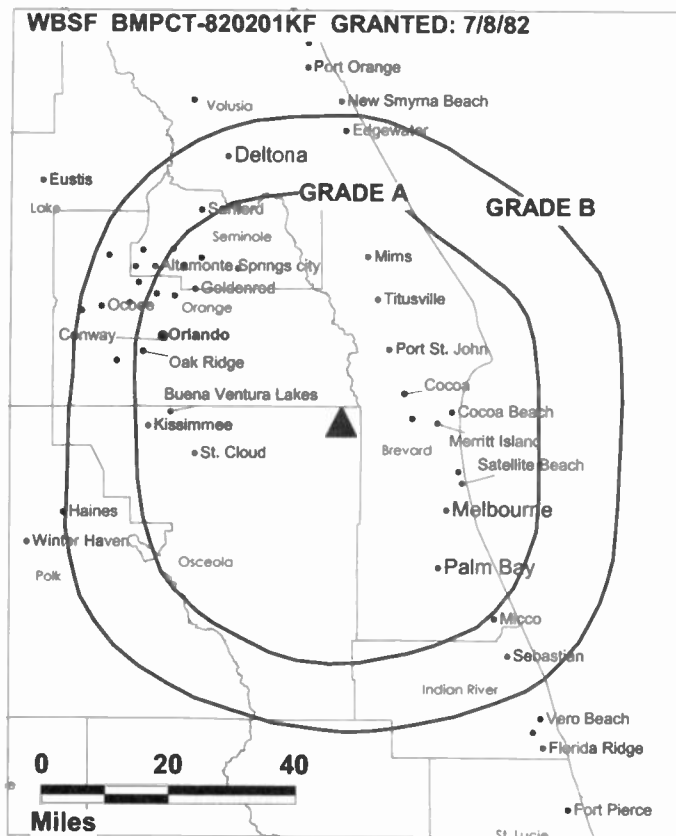 WBSF BMPCT-820201KF GRANTED: 7/8/82
Port Orange
Volusia
New Smyrna Beach
Edgewater
Deltona
Eustis
GRADE A
Lake
Sanford
GRADE B
Seminole
Mims
Altamonte Springs city
Goldenrod
Titusville
Ocoee
Orange
Conway
Orlando
Port St. John
Oak Ridge
Buena Ventura Lakes
Cocoa
Cocoa Beach
Kissimmee
Merritt Island
St. Cloud
Brevard
Satellite Beach
Haines
Melbourne
Winter Haven
Osceola
Palm Bay
Polk
Micco
Sebastian
Indian River
Vero Beach
Florida Ridge
0 20 40
Miles
Fort Pierce
St. Lucie